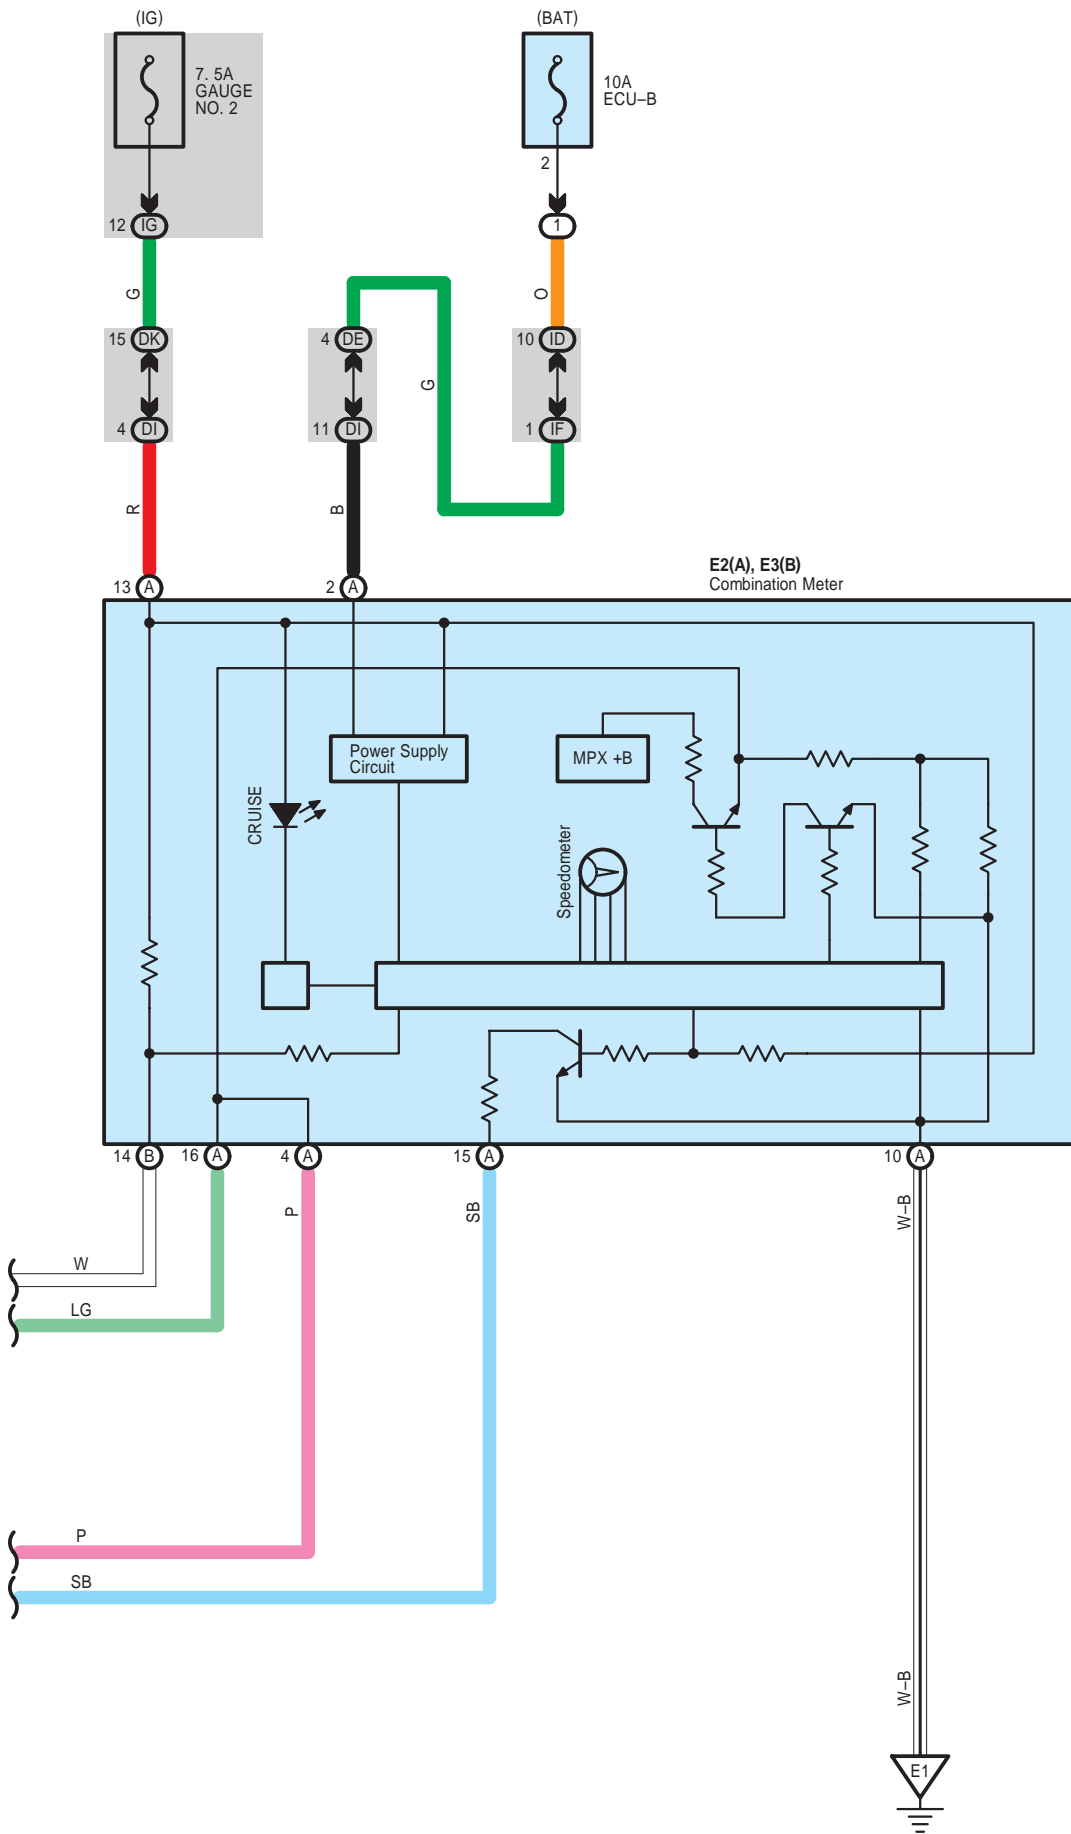 (IG)
(BAT)
7. 5A
GAUGE
NO. 2
10A
ECU–B
2
12 IG
1
G
O
15 DK
4 DE
10 ID
G
4 DI
11 DI
1 IF
R
B
E2(A), E3(B)
Combination Meter
13 A
2 A
Power Supply
Circuit
MPX +B
CRUISE
Speedometer
14 B
16 A
4 A
15 A
10 A
P
SB
W–B
W
LG
P
SB
W–B
E1